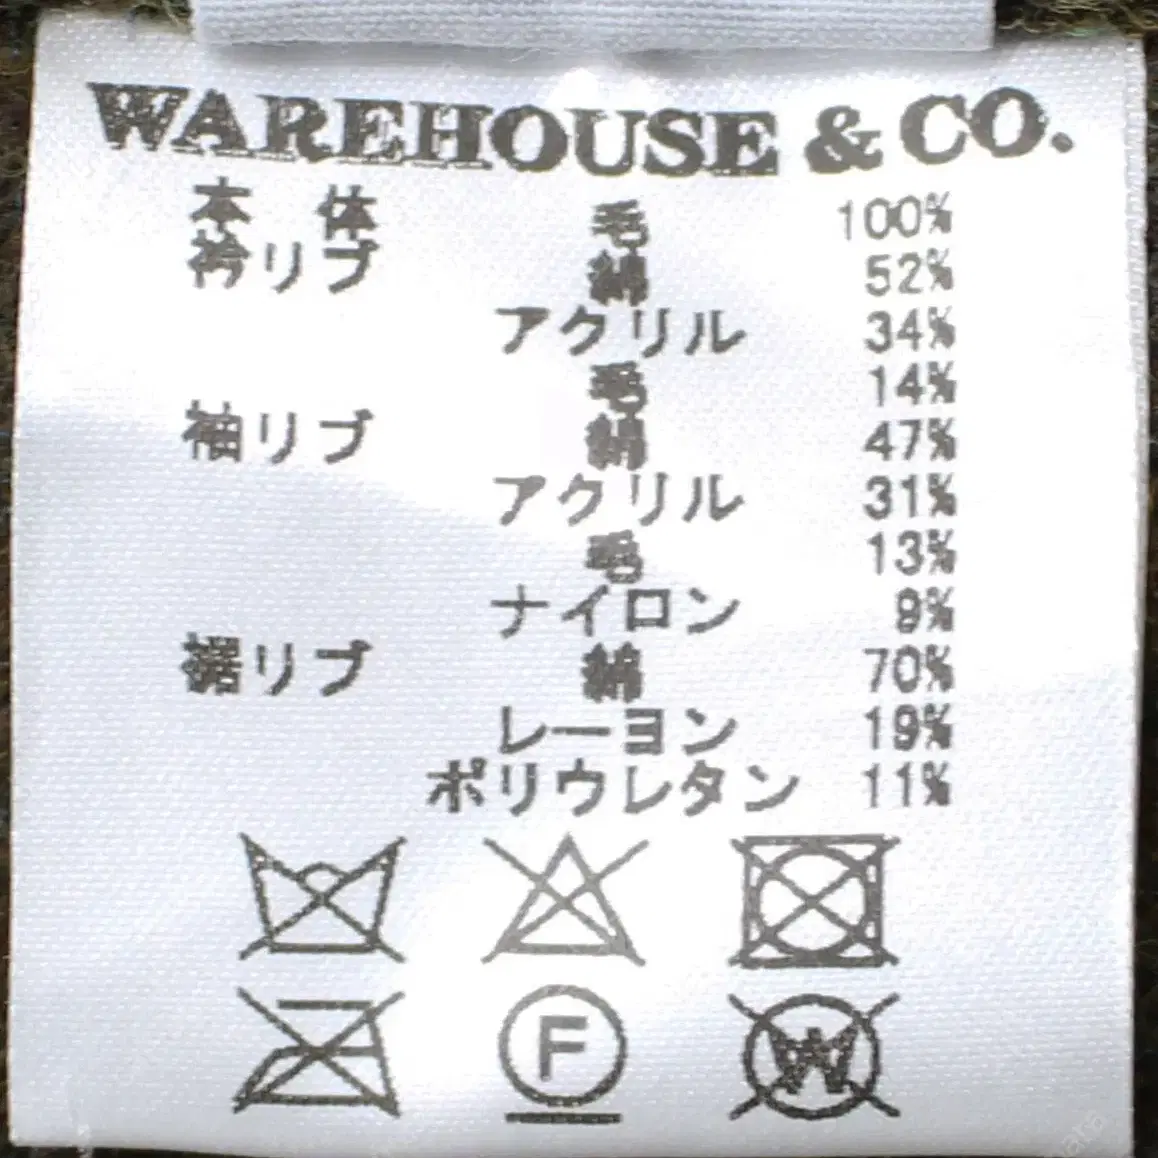 WAREHOUSE & CO.
本 体 毛 100%
衿リブ 綿 52%
アクリル 34%
毛 14%
袖リブ 綿 47%
アクリル 31%
毛 13%
ナイロン 9%
裾リブ 綿 70%
レーヨン 19%
ポリウレタン 11%
F
W